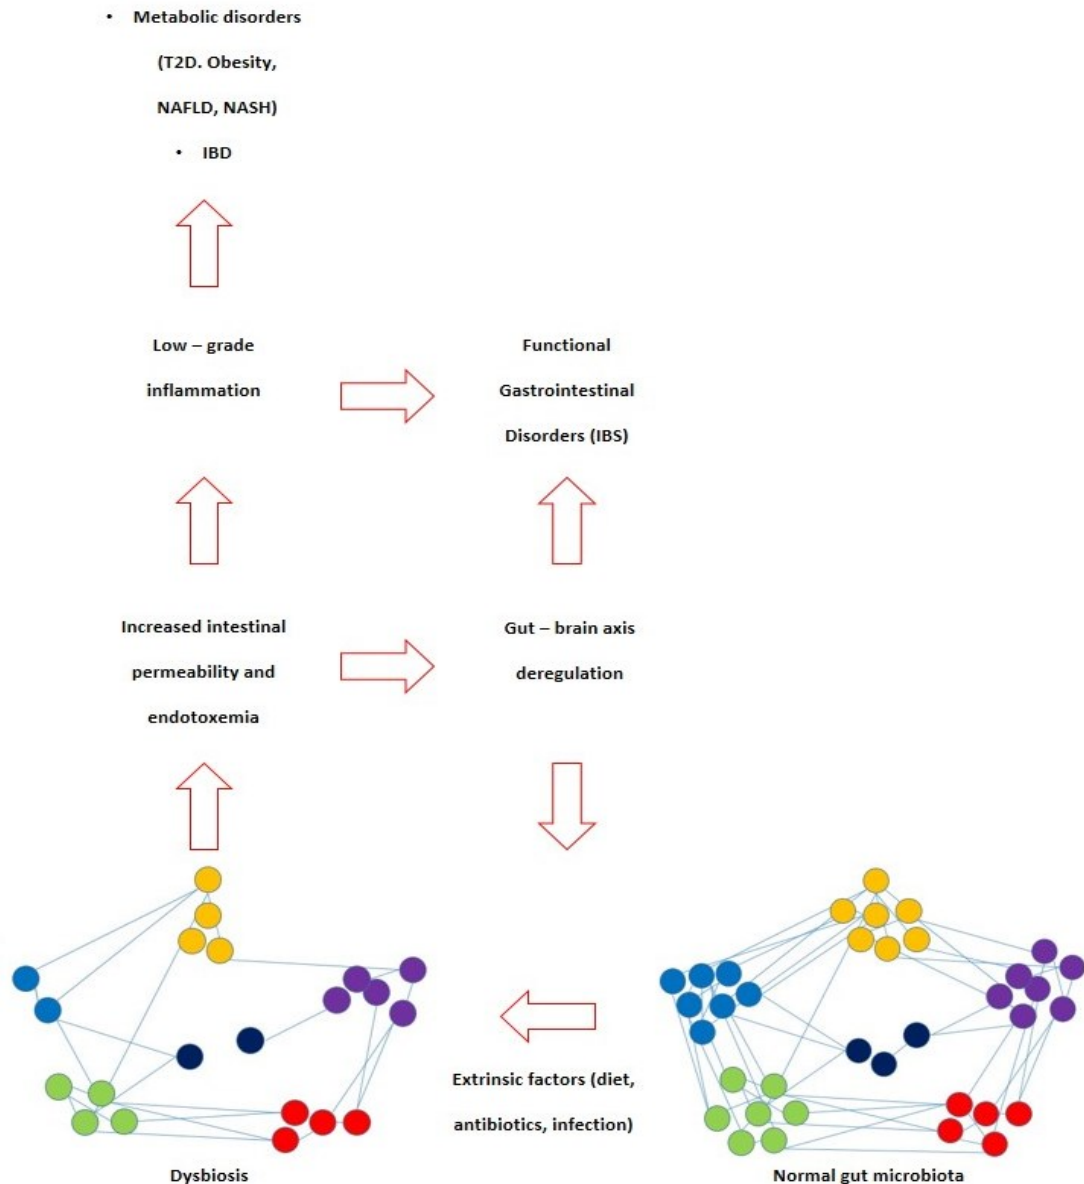 • Metabolic disorders
(T2D. Obesity,
NAFLD, NASH)
• IBD
Low – grade
inflammation
Functional
Gastrointestinal
Disorders (IBS)
Increased intestinal
permeability and
endotoxemia
Gut – brain axis
deregulation
Extrinsic factors (diet,
antibiotics, infection)
Dysbiosis
Normal gut microbiota